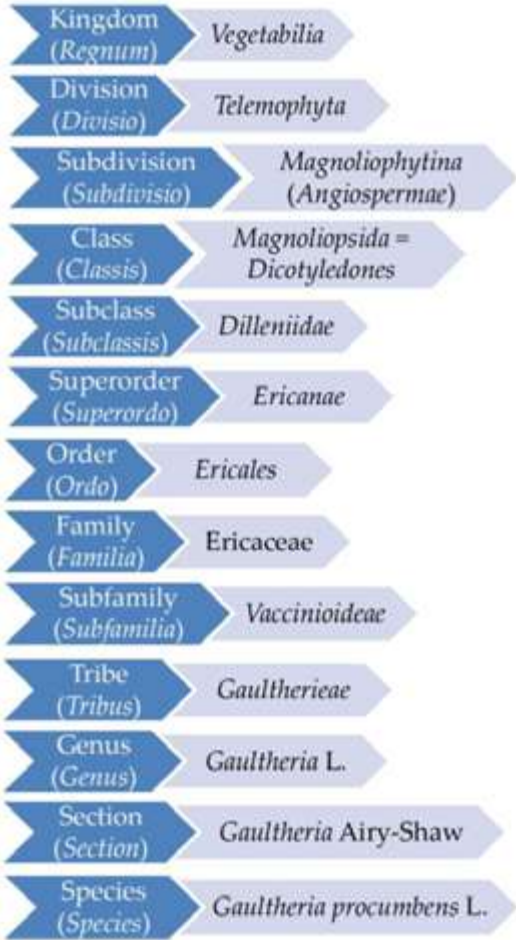 Kingdom
(Regnum)
Vegetabilia
Division
(Divisio)
Telemophyta
Subdivision
(Subdivisio)
Magnoliophytina
(Angiospermae)
Class
(Classis)
Magnoliopsida =
Dicotyledones
Subclass
(Subclassis)
Dilleniidae
Superorder
(Superordo)
Ericanae
Order
(Ordo)
Ericales
Family
(Familia)
Ericaceae
Subfamily
(Subfamilia)
Vaccinioideae
Tribe
(Tribus)
Gaultherieae
Genus
(Genus)
Gaultheria L.
Section
(Section)
Gaultheria Airy-Shaw
Species
(Species)
Gaultheria procumbens L.